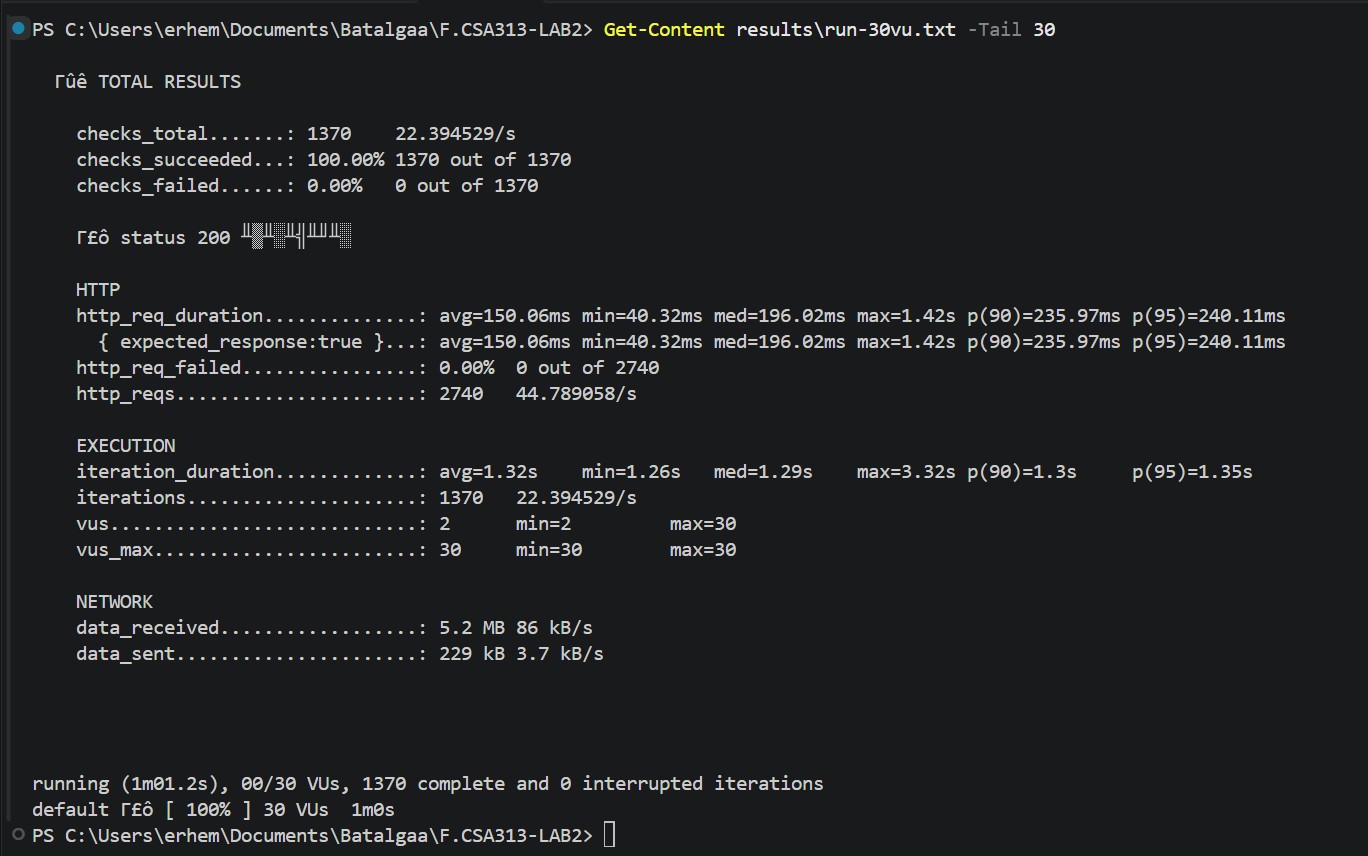 PS C:\Users\erhem\Documents\Batalgaa\F.CSA313-LAB2> Get-Content results\run-30vu.txt -Tail 30
Γûê TOTAL RESULTS
checks_total.......: 1370 22.394529/s
checks_succeeded...: 100.00% 1370 out of 1370
checks_failed......: 0.00% 0 out of 1370
Γ£ô status 200
HTTP
http_req_duration..............: avg=150.06ms min=40.32ms med=196.02ms max=1.42s p(90)=235.97ms p(95)=240.11ms
{ expected_response:true }...: avg=150.06ms min=40.32ms med=196.02ms max=1.42s p(90)=235.97ms p(95)=240.11ms
http_req_failed................: 0.00% 0 out of 2740
http_reqs......................: 2740 44.789058/s
EXECUTION
iteration_duration.............: avg=1.32s min=1.26s med=1.29s max=3.32s p(90)=1.3s p(95)=1.35s
iterations.....................: 1370 22.394529/s
vus............................: 2 min=2 max=30
vus_max........................: 30 min=30 max=30
NETWORK
data_received..................: 5.2 MB 86 kB/s
data_sent......................: 229 kB 3.7 kB/s
running (1m01.2s), 00/30 VUs, 1370 complete and 0 interrupted iterations
default Γ£ô [ 100% ] 30 VUs 1m0s
PS C:\Users\erhem\Documents\Batalgaa\F.CSA313-LAB2>